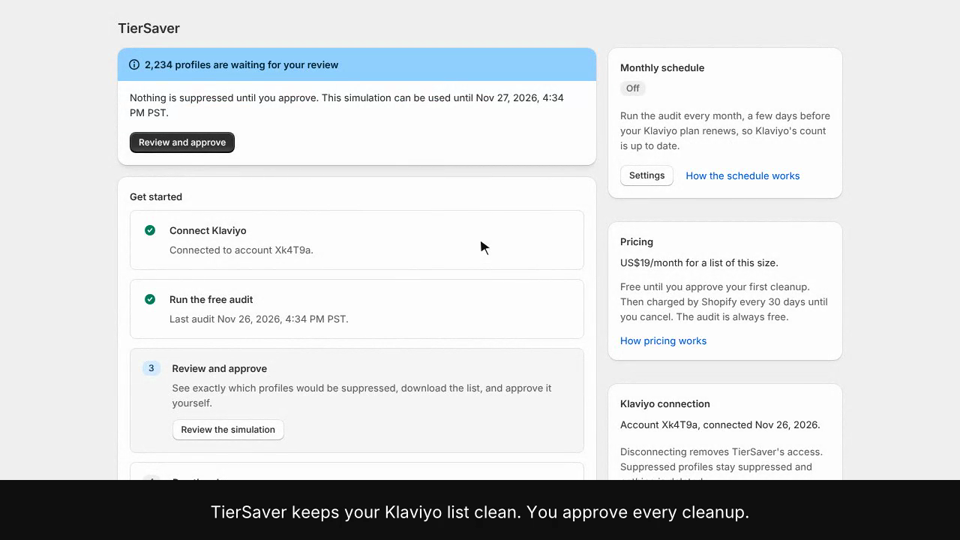 TierSaver
2,234 profiles are waiting for your review
Nothing is suppressed until you approve. This simulation can be used until Nov 27, 2026, 4:34
PM PST.
Review and approve
Get started
Connect Klaviyo
Connected to account Xk4T9a.
Run the free audit
Last audit Nov 26, 2026, 4:34 PM PST.
3
Review and approve
See exactly which profiles would be suppressed, download the list, and approve it
yourself.
Review the simulation
Monthly schedule
Off
Run the audit every month, a few days before
your Klaviyo plan renews, so Klaviyo's count
is up to date.
Settings
How the schedule works
Pricing
US$19/month for a list of this size.
Free until you approve your first cleanup.
Then charged by Shopify every 30 days until
you cancel. The audit is always free.
How pricing works
Klaviyo connection
Account Xk4T9a, connected Nov 26, 2026.
Disconnecting removes TierSaver's access.
Suppressed profiles stay suppressed and
TierSaver keeps your Klaviyo list clean. You approve every cleanup.